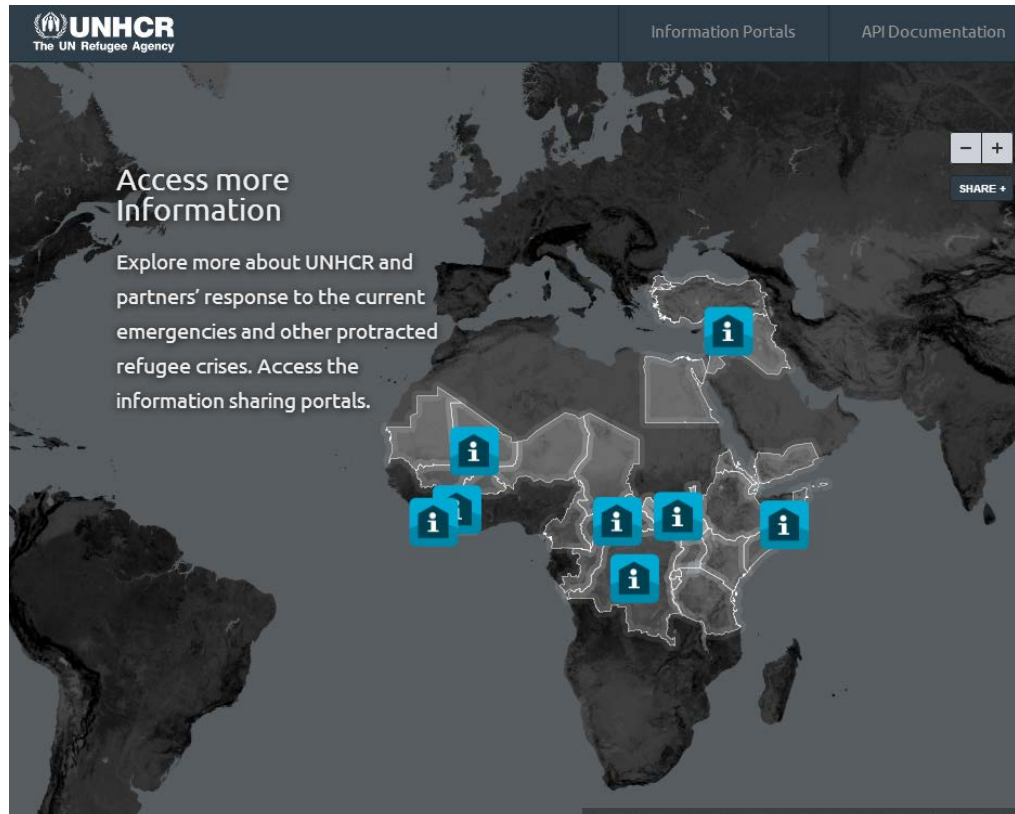 UNHCR
The UN Refugee Agency
Information Portals
API Documentation
Access more
Information
Explore more about UNHCR and
partners' response to the current
emergencies and other protracted
refugee crises. Access the
information sharing portals.
− +
SHARE +
i
i
i
i
i
i
i
i